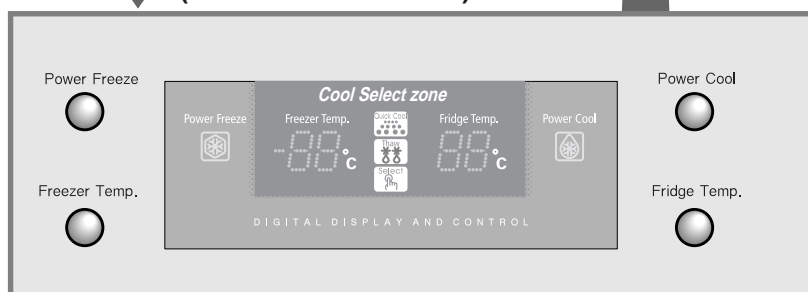 Power Freeze
Power Cool
Cool Select zone
Power Freeze
Freezer Temp.
Quick Cool
Fridge Temp.
Power Cool
-88°C
Thaw
88°C
Select
Freezer Temp.
Fridge Temp.
DIGITAL DISPLAY AND CONTROL